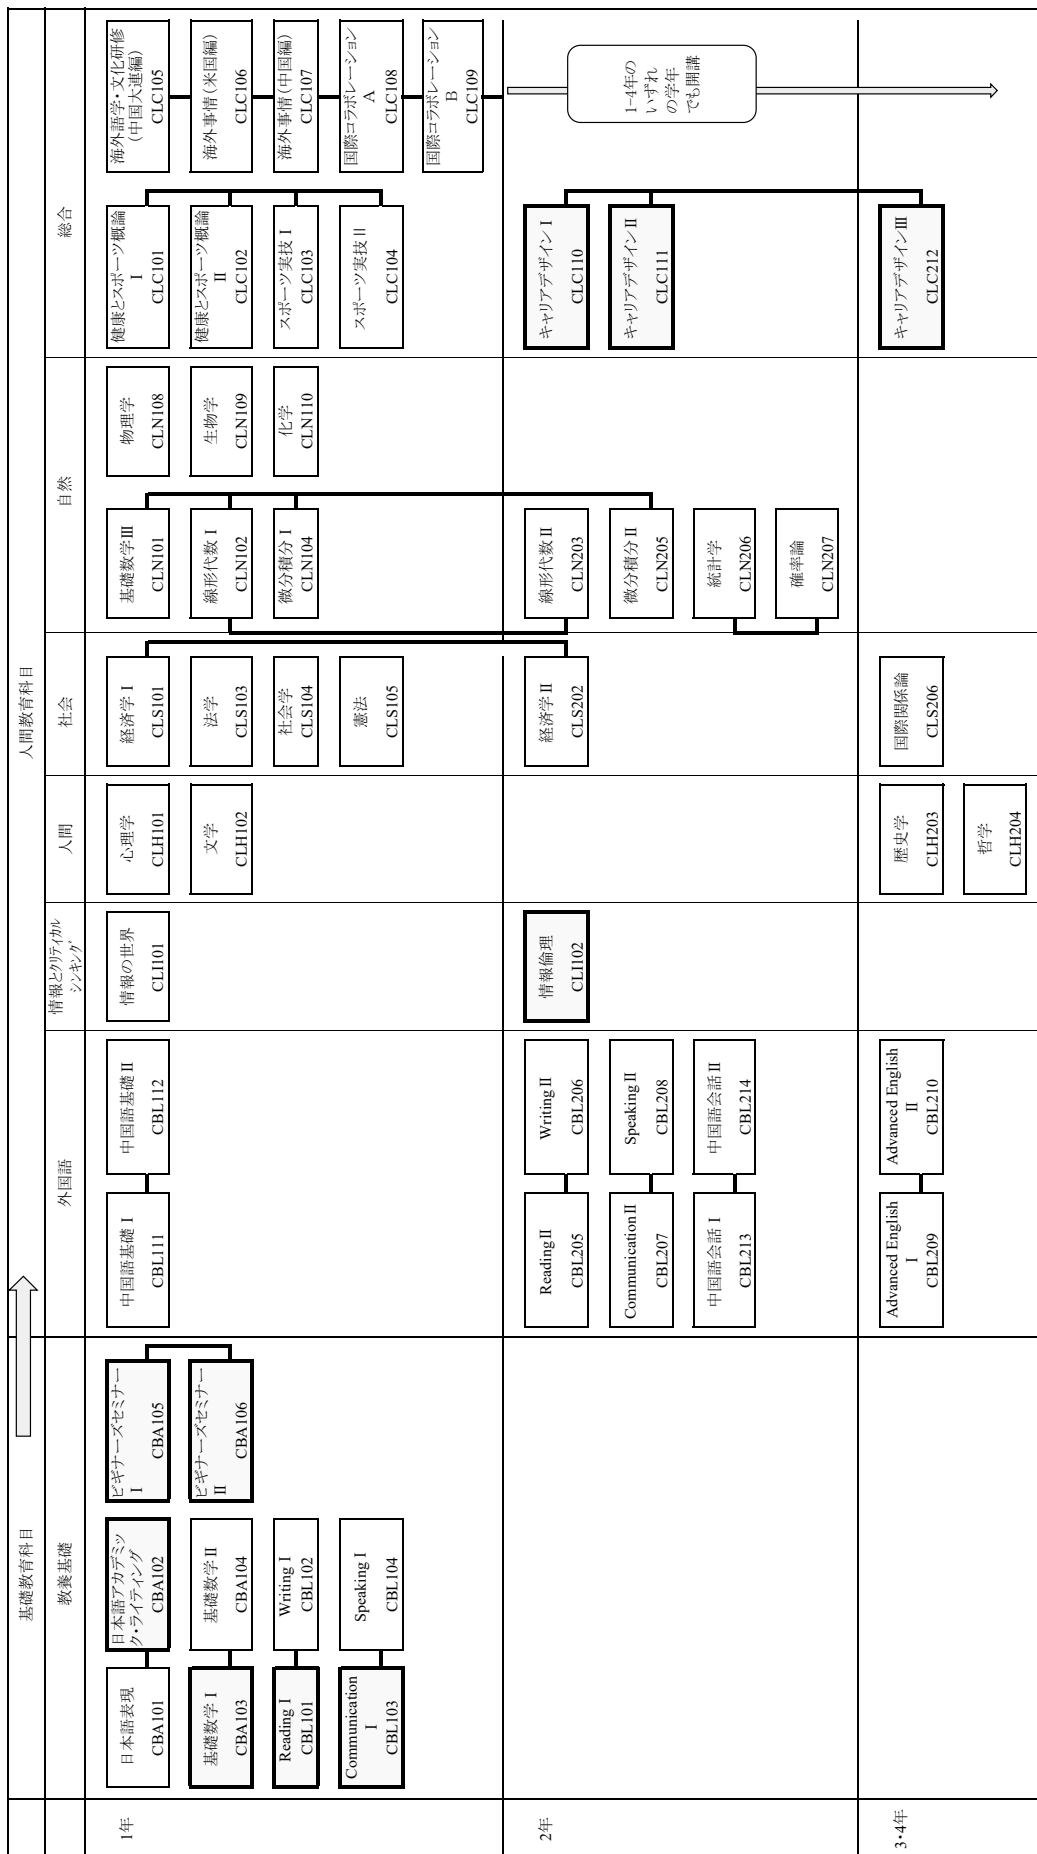 基礎教育科目
人間教育科目
教養基礎
外国語
情報とクリティカル
シンキング
人間
社会
自然
総合
1年
日本語表現
CBA101
日本語アカデミッ
ク・ライティング
CBA102
ビギナーズセミナー
Ⅰ
CBA105
中国語基礎Ⅰ
CBL111
中国語基礎Ⅱ
CBL112
情報の世界
CLI101
心理学
CLH101
経済学Ⅰ
CLS101
基礎数学Ⅲ
CLN101
物理学
CLN108
健康とスポーツ概論
Ⅰ
CLC101
海外語学・文化研修
(中国大連編)
CLC105
基礎数学Ⅰ
CBA103
基礎数学Ⅱ
CBA104
ビギナーズセミナー
Ⅱ
CBA106
文学
CLH102
法学
CLS103
線形代数Ⅰ
CLN102
生物学
CLN109
健康とスポーツ概論
Ⅱ
CLC102
海外事情(米国編)
CLC106
Reading Ⅰ
CBL101
Writing Ⅰ
CBL102
社会学
CLS104
微分積分Ⅰ
CLN104
化学
CLN110
スポーツ実技Ⅰ
CLC103
海外事情(中国編)
CLC107
Communication
Ⅰ
CBL103
Speaking Ⅰ
CBL104
憲法
CLS105
スポーツ実技Ⅱ
CLC104
国際コラボレーション
A
CLC108
国際コラボレーション
B
CLC109
2年
ReadingⅡ
CBL205
WritingⅡ
CBL206
情報倫理
CLI102
経済学Ⅱ
CLS202
線形代数Ⅱ
CLN203
キャリアデザインⅠ
CLC110
1-4年の
いずれ
の学年
でも開講
CommunicationⅡ
CBL207
SpeakingⅡ
CBL208
微分積分Ⅱ
CLN205
キャリアデザインⅡ
CLC111
中国語会話Ⅰ
CBL213
中国語会話Ⅱ
CBL214
統計学
CLN206
確率論
CLN207
3・4年
Advanced English
Ⅰ
CBL209
Advanced English
Ⅱ
CBL210
歴史学
CLH203
国際関係論
CLS206
キャリアデザインⅢ
CLC212
哲学
CLH204